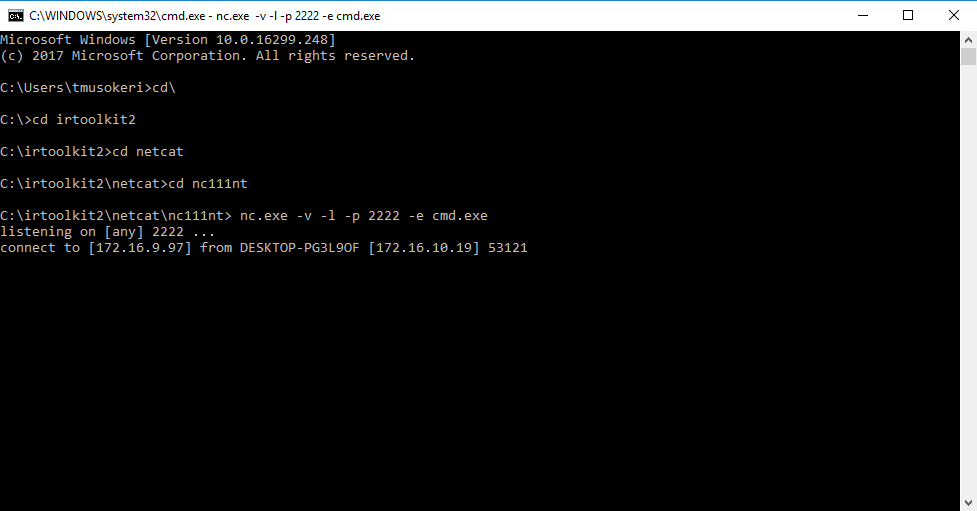 C:\WINDOWS\system32\cmd.exe - nc.exe -v -l -p 2222 -e cmd.exe
Microsoft Windows [Version 10.0.16299.248]
(c) 2017 Microsoft Corporation. All rights reserved.
C:\Users\tmusokeri>cd\
C:\>cd irtoolkit2
C:\irtoolkit2>cd netcat
C:\irtoolkit2\netcat>cd nc111nt
C:\irtoolkit2\netcat\nc111nt> nc.exe -v -l -p 2222 -e cmd.exe
listening on [any] 2222 ...
connect to [172.16.9.97] from DESKTOP-PG3L9OF [172.16.10.19] 53121